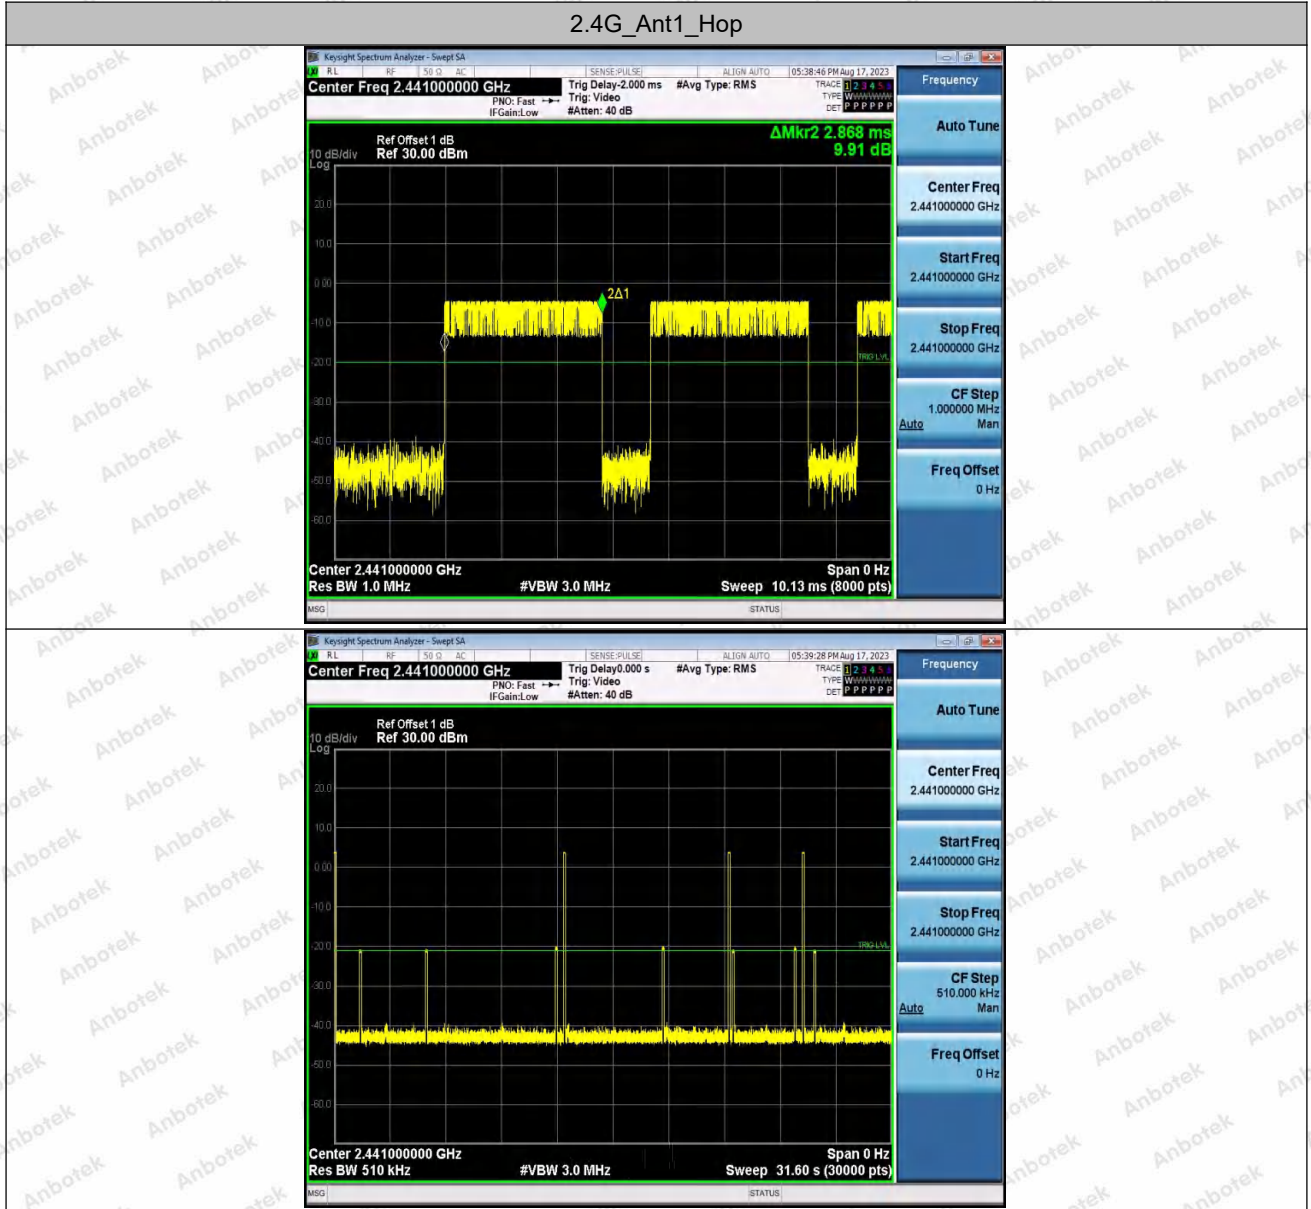 2.4G_Ant1_Hop
Keysight Spectrum Analyzer - Swept SA
RL RF 50 Ω AC SENSE:PULSE ALIGN AUTO 05:38:46 PM Aug 17, 2023
Center Freq 2.441000000 GHz Trig Delay-2.000 ms #Avg Type: RMS TRACE 1 2 3 4 5 6 Frequency
PNO: Fast Trig: Video TYPE W
IFGain:Low #Atten: 40 dB DET P P P P P P
Auto Tune
ΔMkr2 2.868 ms
9.91 dB
Ref Offset 1 dB
10 dB/div Ref 30.00 dBm
Log
Center Freq
2.441000000 GHz
20.0
10.0
0.00
-10.0
-20.0
-30.0
-40.0
-50.0
-60.0
2Δ1
TRIG LVL
Start Freq
2.441000000 GHz
Stop Freq
2.441000000 GHz
CF Step
1.000000 MHz
Auto Man
Freq Offset
0 Hz
Center 2.441000000 GHz Span 0 Hz
Res BW 1.0 MHz #VBW 3.0 MHz Sweep 10.13 ms (8000 pts)
MSG STATUS
Keysight Spectrum Analyzer - Swept SA
RL RF 50 Ω AC SENSE:PULSE ALIGN AUTO 05:39:28 PM Aug 17, 2023
Center Freq 2.441000000 GHz Trig Delay0.000 s #Avg Type: RMS TRACE 1 2 3 4 5 6 Frequency
PNO: Fast Trig: Video TYPE W
IFGain:Low #Atten: 40 dB DET P P P P P P
Auto Tune
Ref Offset 1 dB
10 dB/div Ref 30.00 dBm
Log
Center Freq
2.441000000 GHz
20.0
10.0
0.00
-10.0
-20.0
-30.0
-40.0
-50.0
-60.0
TRIG LVL
Start Freq
2.441000000 GHz
Stop Freq
2.441000000 GHz
CF Step
510.000 kHz
Auto Man
Freq Offset
0 Hz
Center 2.441000000 GHz Span 0 Hz
Res BW 510 kHz #VBW 3.0 MHz Sweep 31.60 s (30000 pts)
MSG STATUS
Anbotek